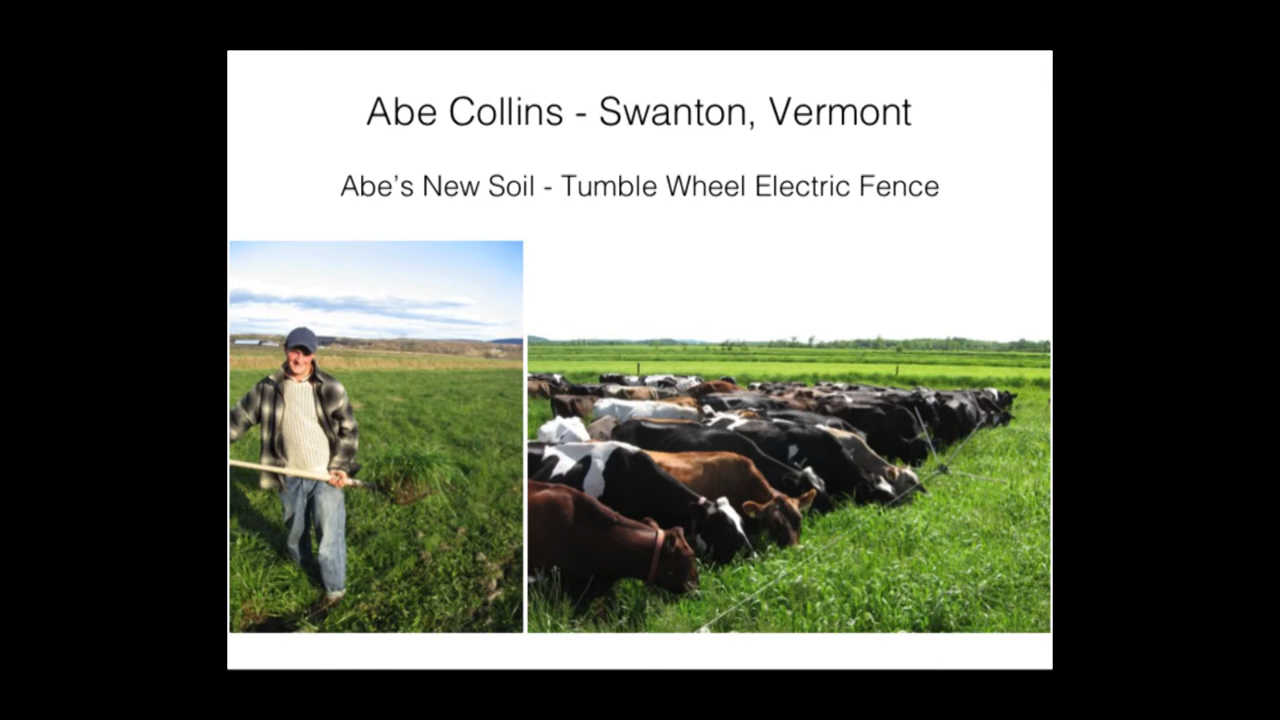 Abe Collins - Swanton, Vermont
Abe’s New Soil - Tumble Wheel Electric Fence